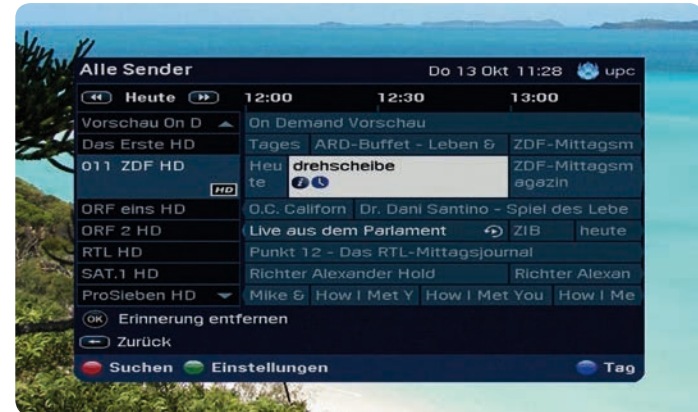 Alle Sender Do 13 Okt 11:28 upc
Heute 12:00 12:30 13:00
Vorschau On D On Demand Vorschau
Das Erste HD Tages ARD-Buffet - Leben & ZDF-Mittagsm
011 ZDF HD HD Heu te drehscheibe ZDF-Mittagsm agazin
ORF eins HD O.C. Californ Dr. Dani Santino - Spiel des Lebe
ORF 2 HD Live aus dem Parlament ZIB heute
RTL HD Punkt 12 - Das RTL-Mittagsjournal
SAT.1 HD Richter Alexander Hold Richter Alexan
ProSieben HD Mike & How I Met Y How I Met You How I Me
OK Erinnerung entfernen
Zurück
Suchen Einstellungen Tag